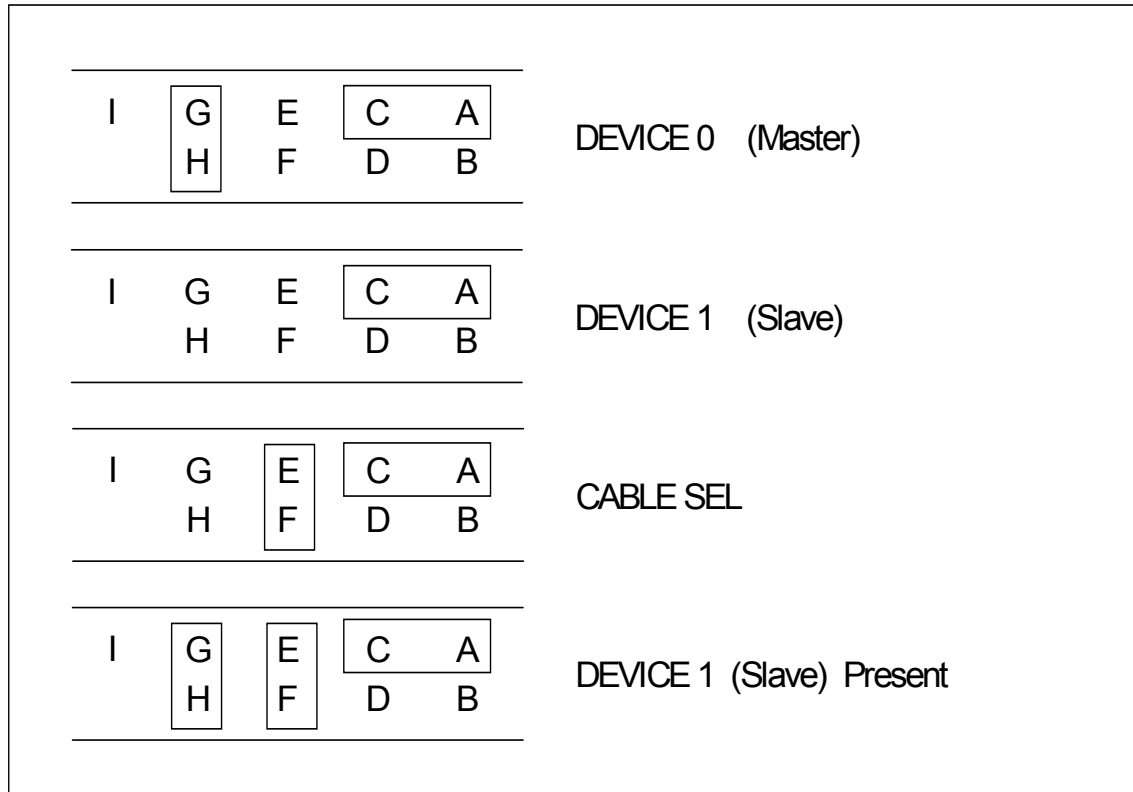 I G E C A
DEVICE 0 (Master)
H F D B
I G E C A
DEVICE 1 (Slave)
H F D B
I G E C A
CABLE SEL
H F D B
I G E C A
DEVICE 1 (Slave) Present
H F D B